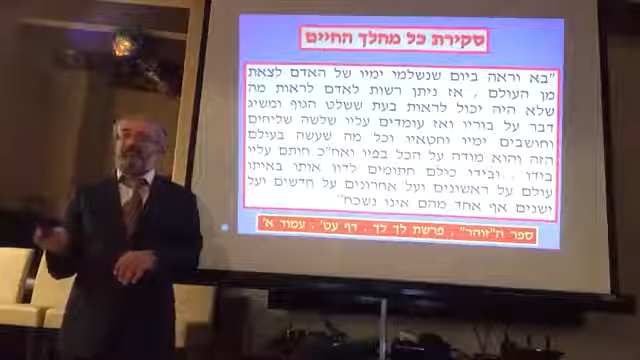 סקירת כל מהלך החיים
"בא וראה ביום שנשלמו ימיו של האדם לצאת
מן העולם , אז ניתן רשות לאדם לראות מה
שלא היה יכול לראות בעת ששלט הגוף ומשיג
דבר על בוריו ואז עומדים עליו שלשה שליחים
וחושבים ימיו וחטאיו וכל מה שעשה בעולם
הזה והוא מודה על הכל בפיו ואח"כ חותם עליו
בידו , ובידו כולם חתומים לדון אותו באיתו
עולם על ראשונים ועל אחרונים על חדשים ועל
ישנים אף אחד מהם אינו נשכח"
ספר ה"זוהר" , פרשת לך לך , דף עט' , עמוד א'